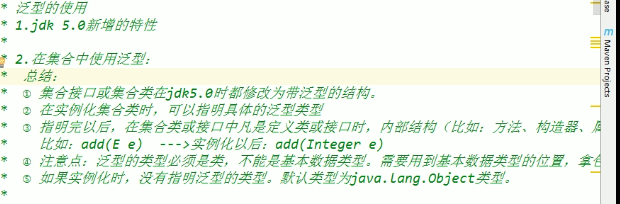 * 泛型的使用
* 1.jdk 5.0新增的特性
*
* 2.在集合中使用泛型：
* 总结：
* ① 集合接口或集合类在jdk5.0时都修改为带泛型的结构。
* ② 在实例化集合类时，可以指明具体的泛型类型
* ③ 指明完以后，在集合类或接口中凡是定义类或接口时，内部结构（比如：方法、构造器、属
* 比如：add(E e) --->实例化以后：add(Integer e)
* ④ 注意点：泛型的类型必须是类，不能是基本数据类型。需要用到基本数据类型的位置，拿包
* ⑤ 如果实例化时，没有指明泛型的类型。默认类型为java.lang.Object类型。
*
ase
m Maven Projects